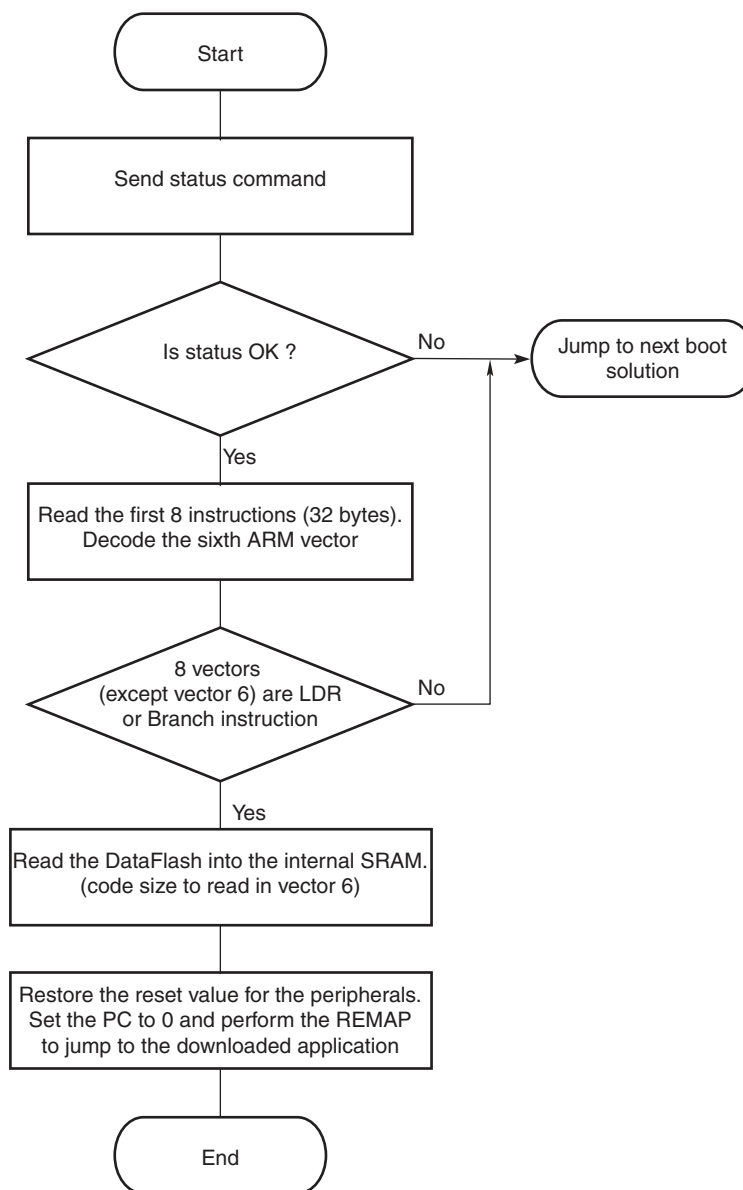 Start
Send status command
Is status OK ?
No
Jump to next boot
solution
Yes
Read the first 8 instructions (32 bytes).
Decode the sixth ARM vector
8 vectors
(except vector 6) are LDR
or Branch instruction
No
Yes
Read the DataFlash into the internal SRAM.
(code size to read in vector 6)
Restore the reset value for the peripherals.
Set the PC to 0 and perform the REMAP
to jump to the downloaded application
End